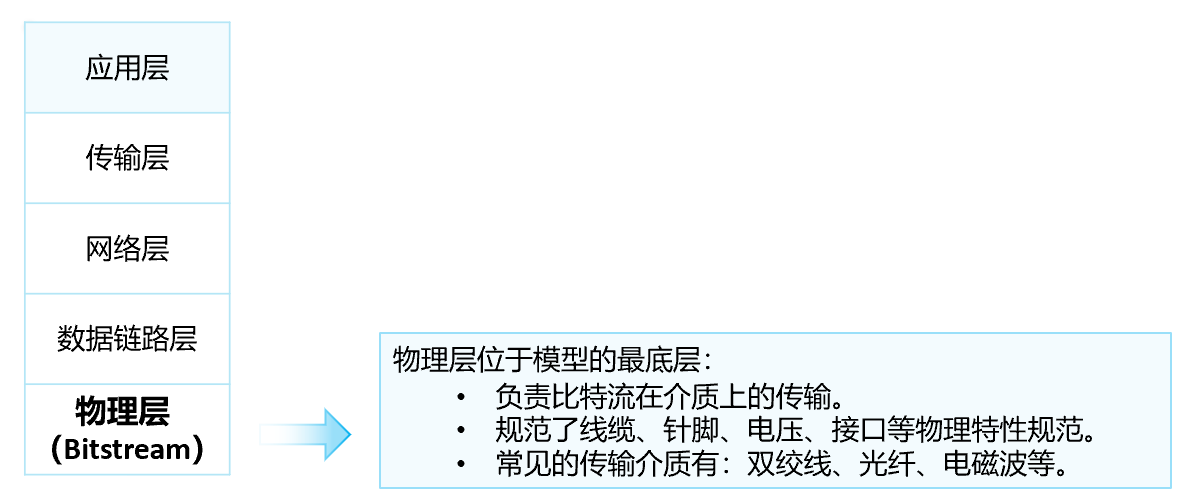 应用层
传输层
网络层
数据链路层
物理层
（Bitstream）
物理层位于模型的最底层：
• 负责比特流在介质上的传输。
• 规范了线缆、针脚、电压、接口等物理特性规范。
• 常见的传输介质有：双绞线、光纤、电磁波等。